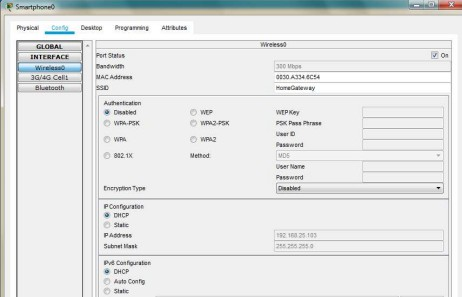 Smartphone0
Physical Config Desktop Programming Attributes
GLOBAL
INTERFACE
Wireless0
3G/4G Cell1
Bluetooth
Wireless0
Port Status On
Bandwidth 300 Mbps
MAC Address 0030.A334.6C54
SSID HomeGateway
Authentication
Disabled WEP WEP Key
WPA-PSK WPA2-PSK PSK Pass Phrase
User ID
WPA WPA2 Password
802.1X Method: MD5
User Name
Password
Encryption Type Disabled
IP Configuration
DHCP
Static
IP Address 192.168.25.103
Subnet Mask 255.255.255.0
IPv6 Configuration
DHCP
Auto Config
Static